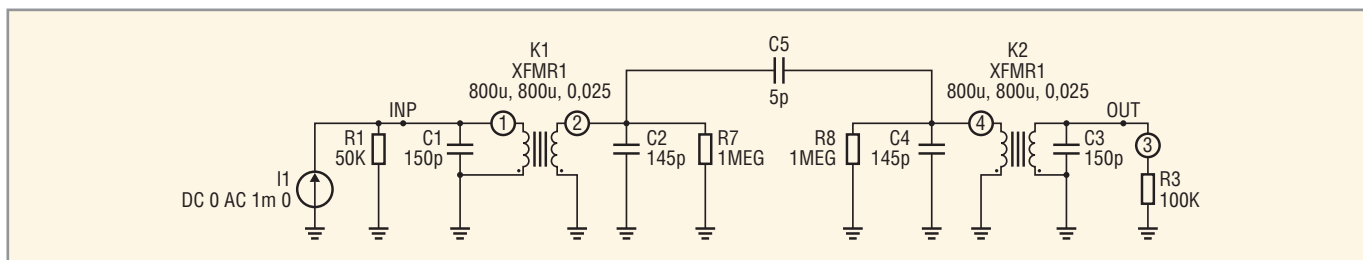 K1
XFMR1
800u, 800u, 0,025
INP
R1
50K
C1
150p
1
2
I1
DC 0 AC 1m 0
C5
5p
C2
145p
R7
1MEG
R8
1MEG
C4
145p
K2
XFMR1
800u, 800u, 0,025
4
OUT
C3
150p
3
R3
100K